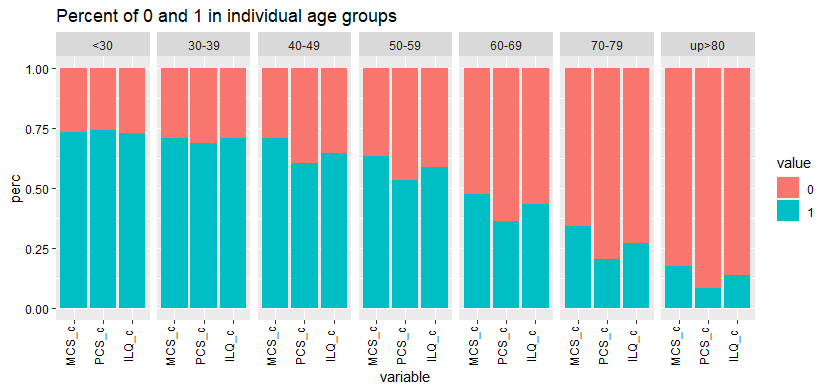 Percent of 0 and 1 in individual age groups
<30 30-39 40-49 50-59 60-69 70-79 up>80
1.00
0.75
0.50
0.25
0.00
perc
MCS_c PCS_c ILQ_c MCS_c PCS_c ILQ_c MCS_c PCS_c ILQ_c MCS_c PCS_c ILQ_c MCS_c PCS_c ILQ_c MCS_c PCS_c ILQ_c MCS_c PCS_c ILQ_c
variable
value
0
1